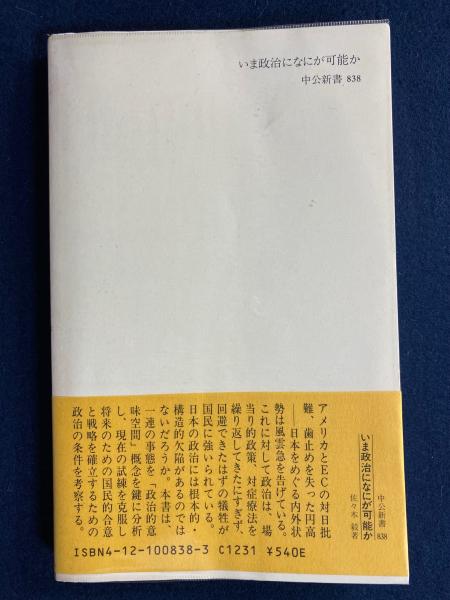 いま政治になにが可能か
中公新書 838
アメリカとECの対日批
難、歯止めを失った円高
――日本をめぐる内外状
勢は風雲急を告げている。
これに対して政治は、場
当り的政策、対症療法を
繰り返してきたにすぎず、
回避できたはずの犠牲が
国民に強いられている。
日本の政治には根本的・
構造的欠陥があるのでは
ないだろうか。本書は、
一連の事態を「政治的意
味空間」概念を鍵に分析
し、現在の試練を克服し
将来のための国民的合意
と戦略を確立するための
政治の条件を考察する。
中公新書 838
いま政治になにが可能か
佐々木 毅著
ISBN4-12-100838-3 C1231 ¥540E